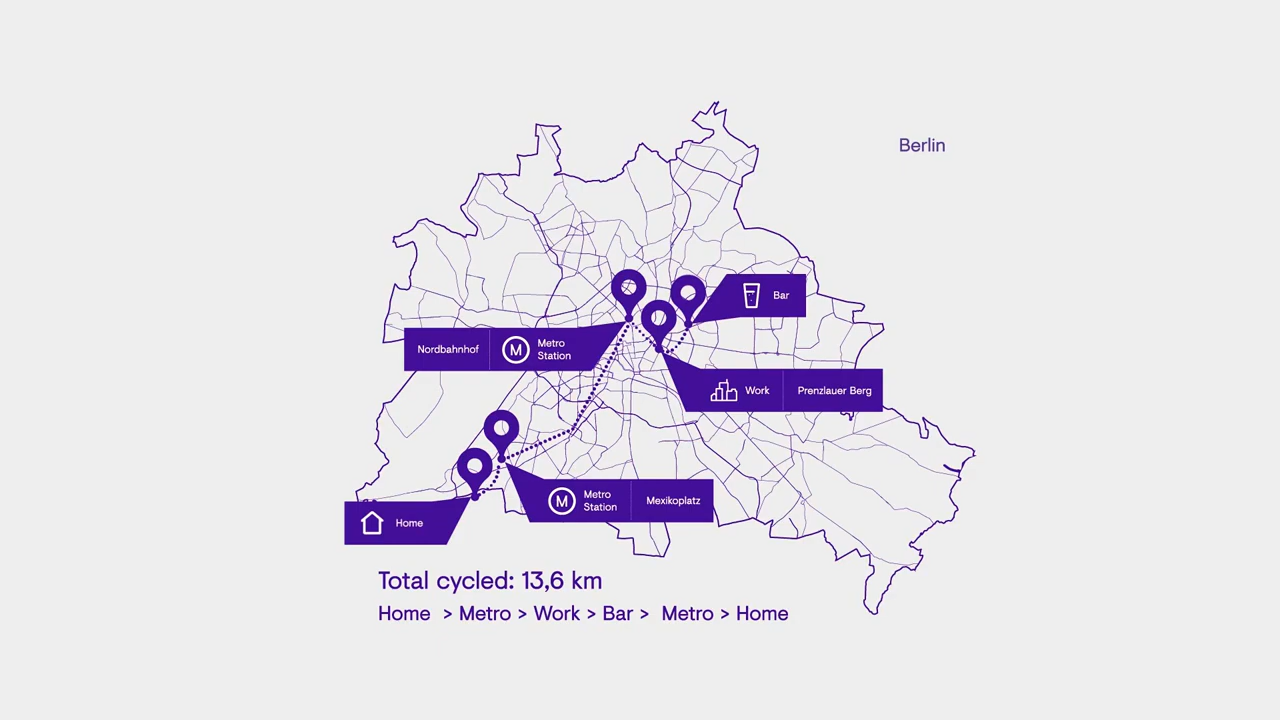 Berlin
Bar
Nordbahnhof
M
Metro
Station
Work
Prenzlauer Berg
M
Metro
Station
Mexikoplatz
Home
Total cycled: 13,6 km
Home > Metro > Work > Bar > Metro > Home